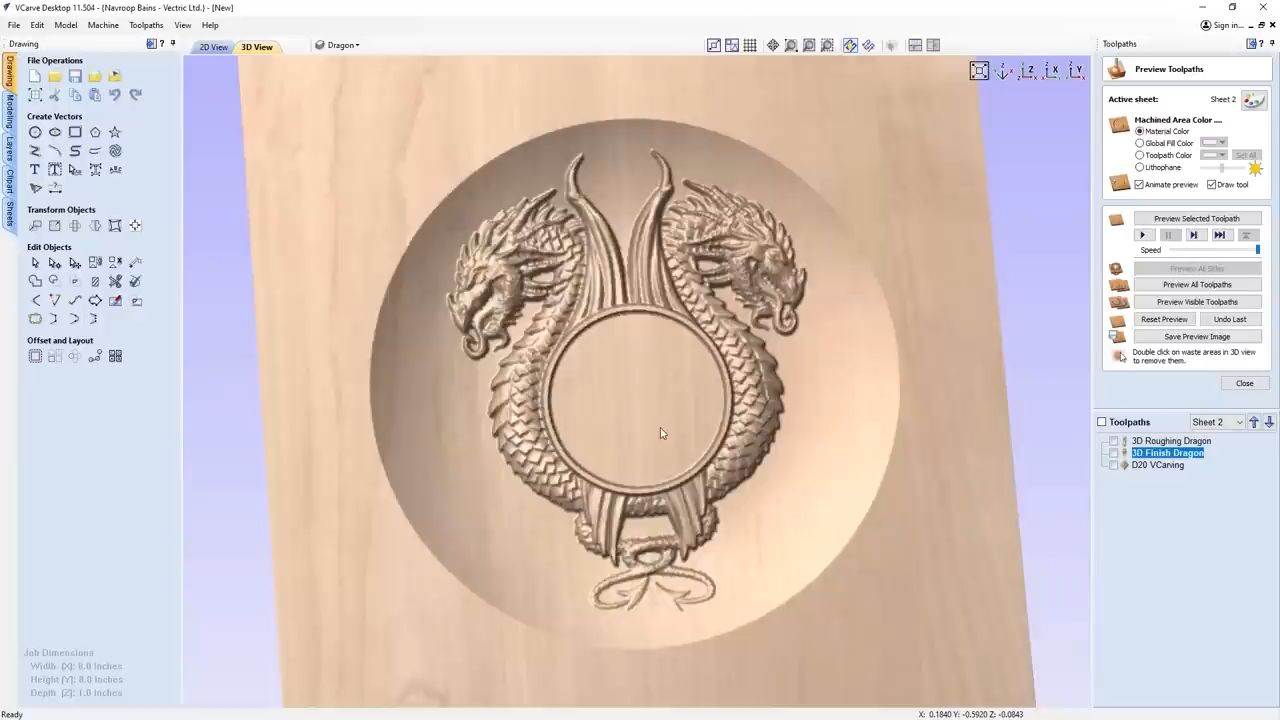 VCarve Desktop 11.504 - {Navroop Bains - Vectric Ltd.} - [New]
File Edit Model Machine Toolpaths View Help
Sign in...
Drawing
2D View
3D View
Dragon
Toolpaths
Drawing
Modeling
Layers
Clipart
Sheets
File Operations
Create Vectors
Transform Objects
Edit Objects
Offset and Layout
Job Dimensions
Width (X): 8.0 inches
Height (Y): 8.0 inches
Depth (Z): 1.0 inches
Z X Y
Preview Toolpaths
Active sheet: Sheet 2
Machined Area Color ....
Material Color
Global Fill Color
Toolpath Color
Set All
Lithophane
Animate preview
Draw tool
Preview Selected Toolpath
Speed
Preview All Sides
Preview All Toolpaths
Preview Visible Toolpaths
Reset Preview
Undo Last
Save Preview Image
Double click on waste areas in 3D view
to remove them.
Close
Toolpaths
Sheet 2
3D Roughing Dragon
3D Finish Dragon
D20 VCarving
Ready
X: 0.1840 Y: -0.5920 Z: -0.0843